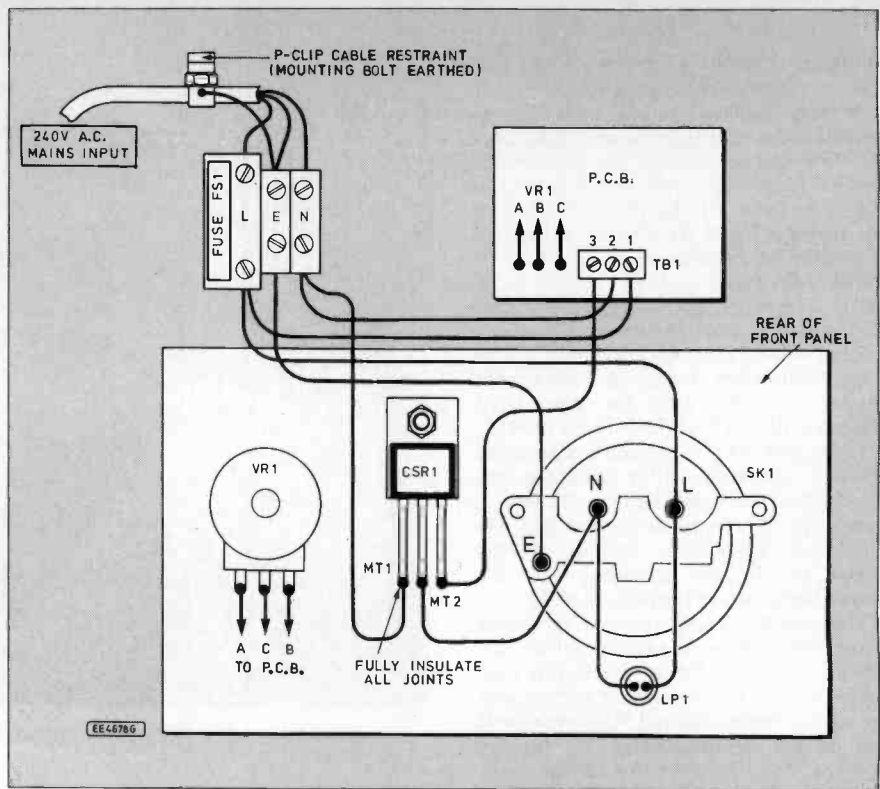 P-CLIP CABLE RESTRAINT
(MOUNTING BOLT EARTHED)
240V A.C.
MAINS INPUT
FUSE FS1
L
E
N
P.C.B.
VR1
A B C
3 2 1
TB1
REAR OF
FRONT PANEL
VR1
CSR1
N
L
SK1
E
MT1
MT2
A C B
TO P.C.B.
FULLY INSULATE
ALL JOINTS
LP1
EE4678G